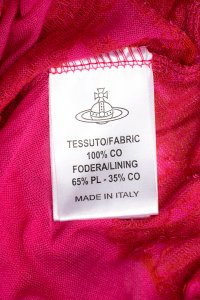 TESSUTO/FABRIC
100% CO
FODERA/LINING
65% PL - 35% CO
MADE IN ITALY